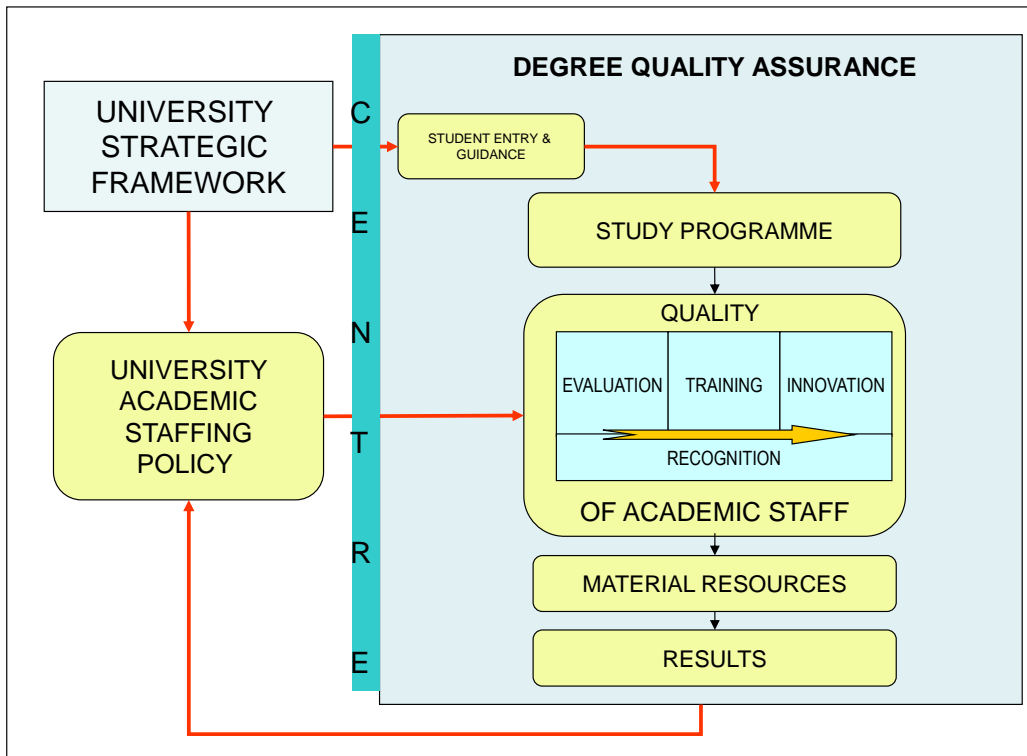 DEGREE QUALITY ASSURANCE
UNIVERSITY
STRATEGIC
FRAMEWORK
C
E
N
T
R
E
STUDENT ENTRY &
GUIDANCE
STUDY PROGRAMME
UNIVERSITY
ACADEMIC
STAFFING
POLICY
QUALITY
EVALUATION
TRAINING
INNOVATION
RECOGNITION
OF ACADEMIC STAFF
MATERIAL RESOURCES
RESULTS